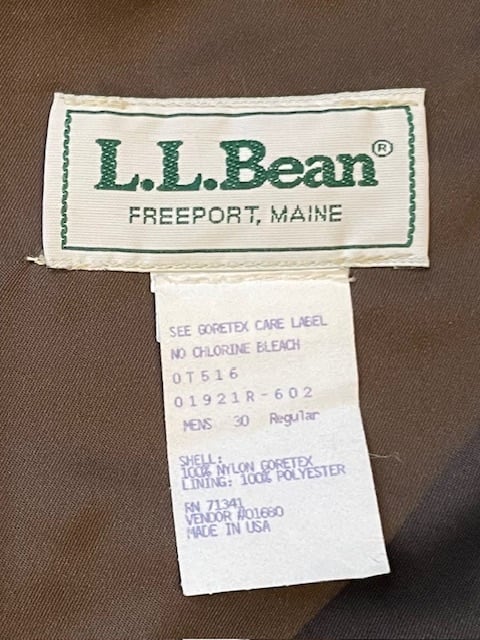 L.L.Bean®
FREEPORT, MAINE
SEE GORETEX CARE LABEL
NO CHLORINE BLEACH
0T516
01921R-602
MENS 30 Regular
SHELL:
100% NYLON GORETEX
LINING: 100% POLYESTER
RN 71341
VENDOR #01680
MADE IN USA